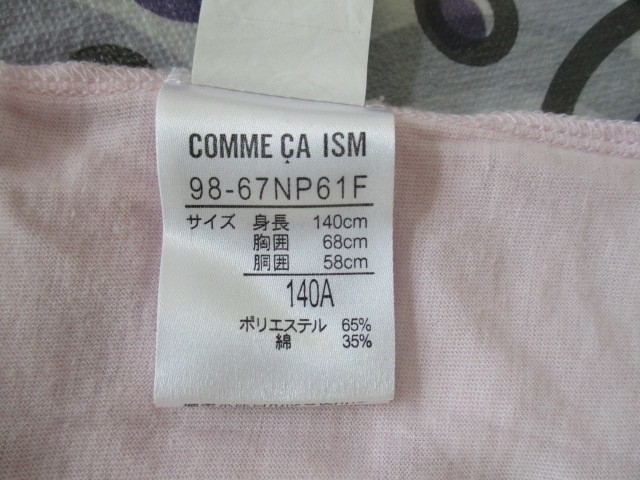 COMME ÇA ISM
98-67NP61F
サイズ 身長 140cm
胸囲 68cm
胴囲 58cm
140A
ポリエステル 65%
綿 35%